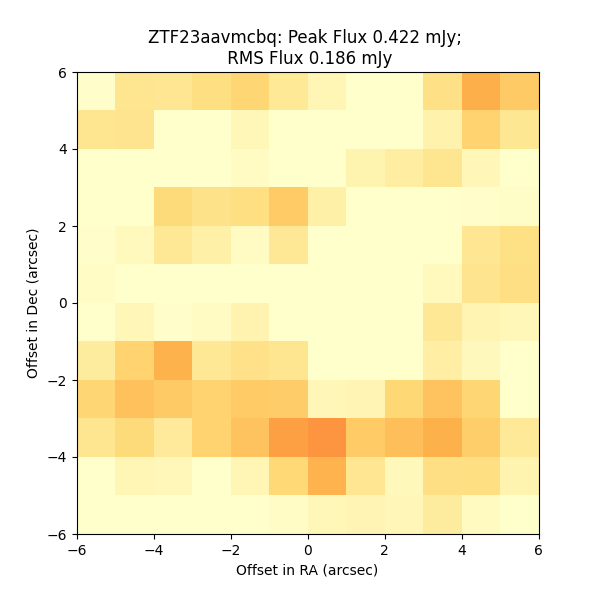 ZTF23aavmcbq: Peak Flux 0.422 mJy;
RMS Flux 0.186 mJy
6
4
2
0
−2
−4
−6
Offset in Dec (arcsec)
−6 −4 −2 0 2 4 6
Offset in RA (arcsec)